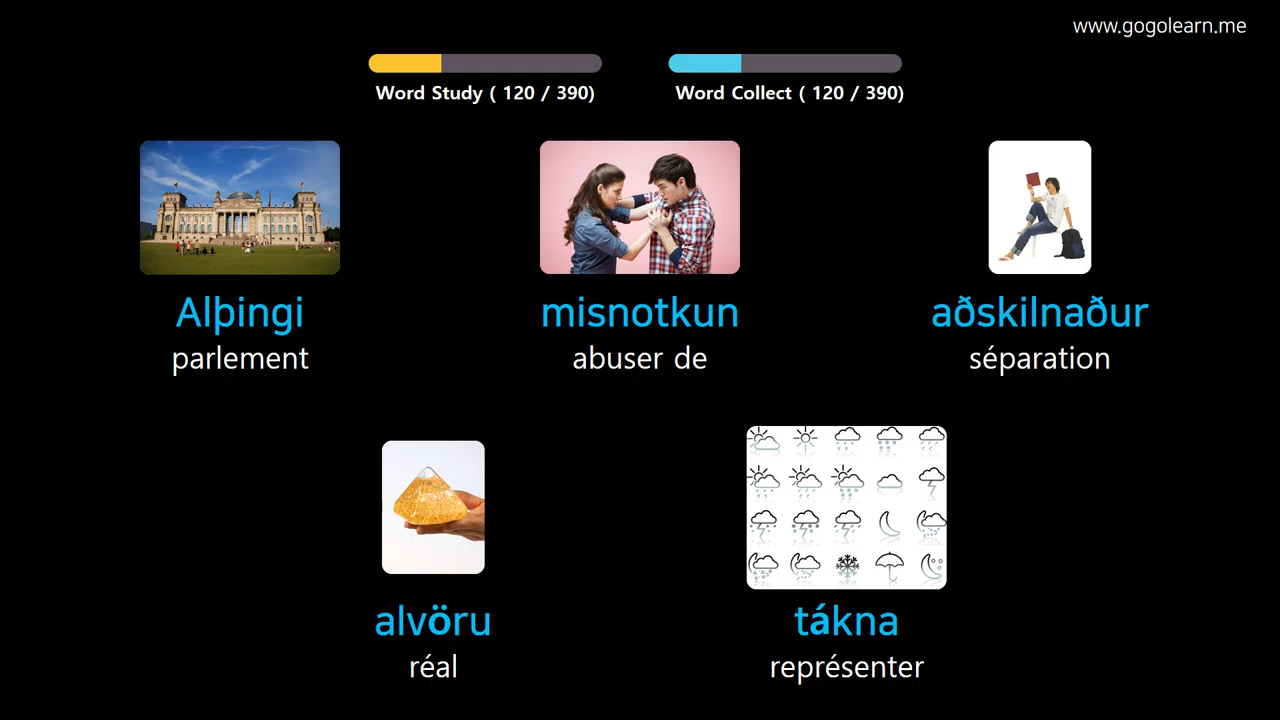 www.gogolearn.me
Word Study ( 120 / 390)
Word Collect ( 120 / 390)
Alþingi
parlement
misnotkun
abuser de
aðskilnaður
séparation
alvöru
réal
tákna
représenter